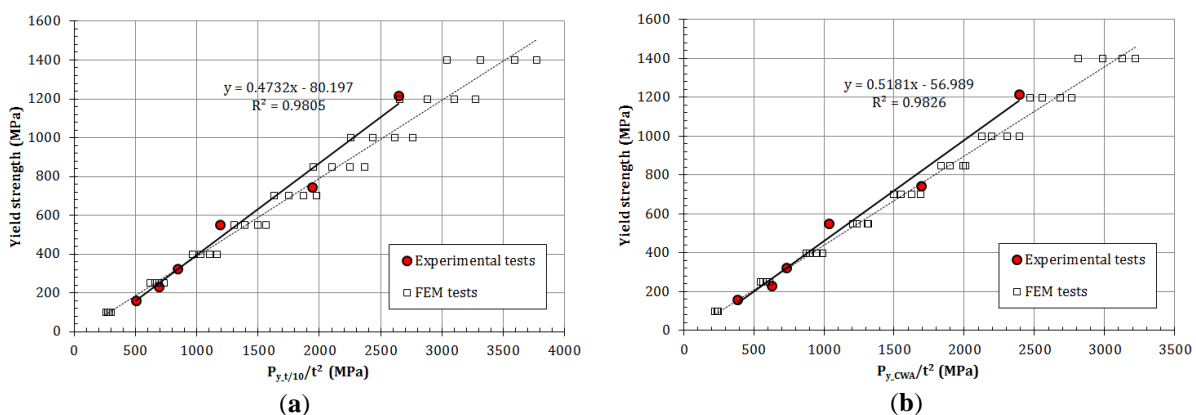 1600
1400
1200
1000
800
600
400
200
0
Yield strength (MPa)
y = 0.4732x - 80.197
R² = 0.9805
Experimental tests
FEM tests
0 500 1000 1500 2000 2500 3000 3500 4000
P_y_t/10/t² (MPa)
(a)
1600
1400
1200
1000
800
600
400
200
0
Yield strength (MPa)
y = 0.5181x - 56.989
R² = 0.9826
Experimental tests
FEM tests
0 500 1000 1500 2000 2500 3000 3500
P_y_CWA/t² (MPa)
(b)